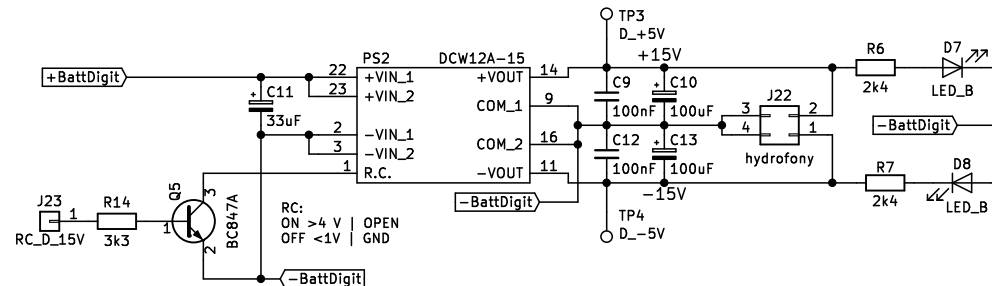 TP3
D_+5V
+15V
PS2
DCW12A-15
+BattDigit
22
+VIN_1
23
+VIN_2
+VOUT
14
COM_1
9
C11
33uF
+
2
-VIN_1
3
-VIN_2
COM_2
16
1
R.C.
-VOUT
11
C9
100nF
+
C10
100uF
C12
100nF
+
C13
100uF
-15V
-BattDigit
TP4
D_-5V
J22
3
4
2
1
hydrofony
R6
2k4
D7
LED_B
-BattDigit
R7
2k4
D8
LED_B
J23
1
RC_D_15V
R14
3k3
Q5
1
3
2
BC847A
RC:
ON >4 V | OPEN
OFF <1V | GND
-BattDigit